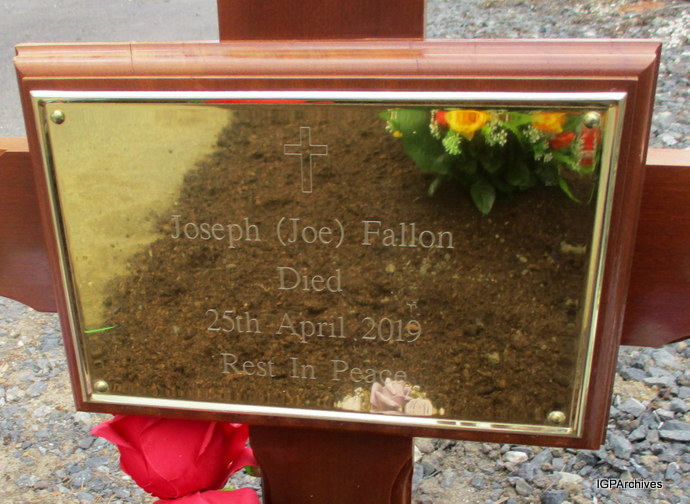 Joseph (Joe) Fallon
Died
25th April 2019
Rest In Peace
IGPArchives